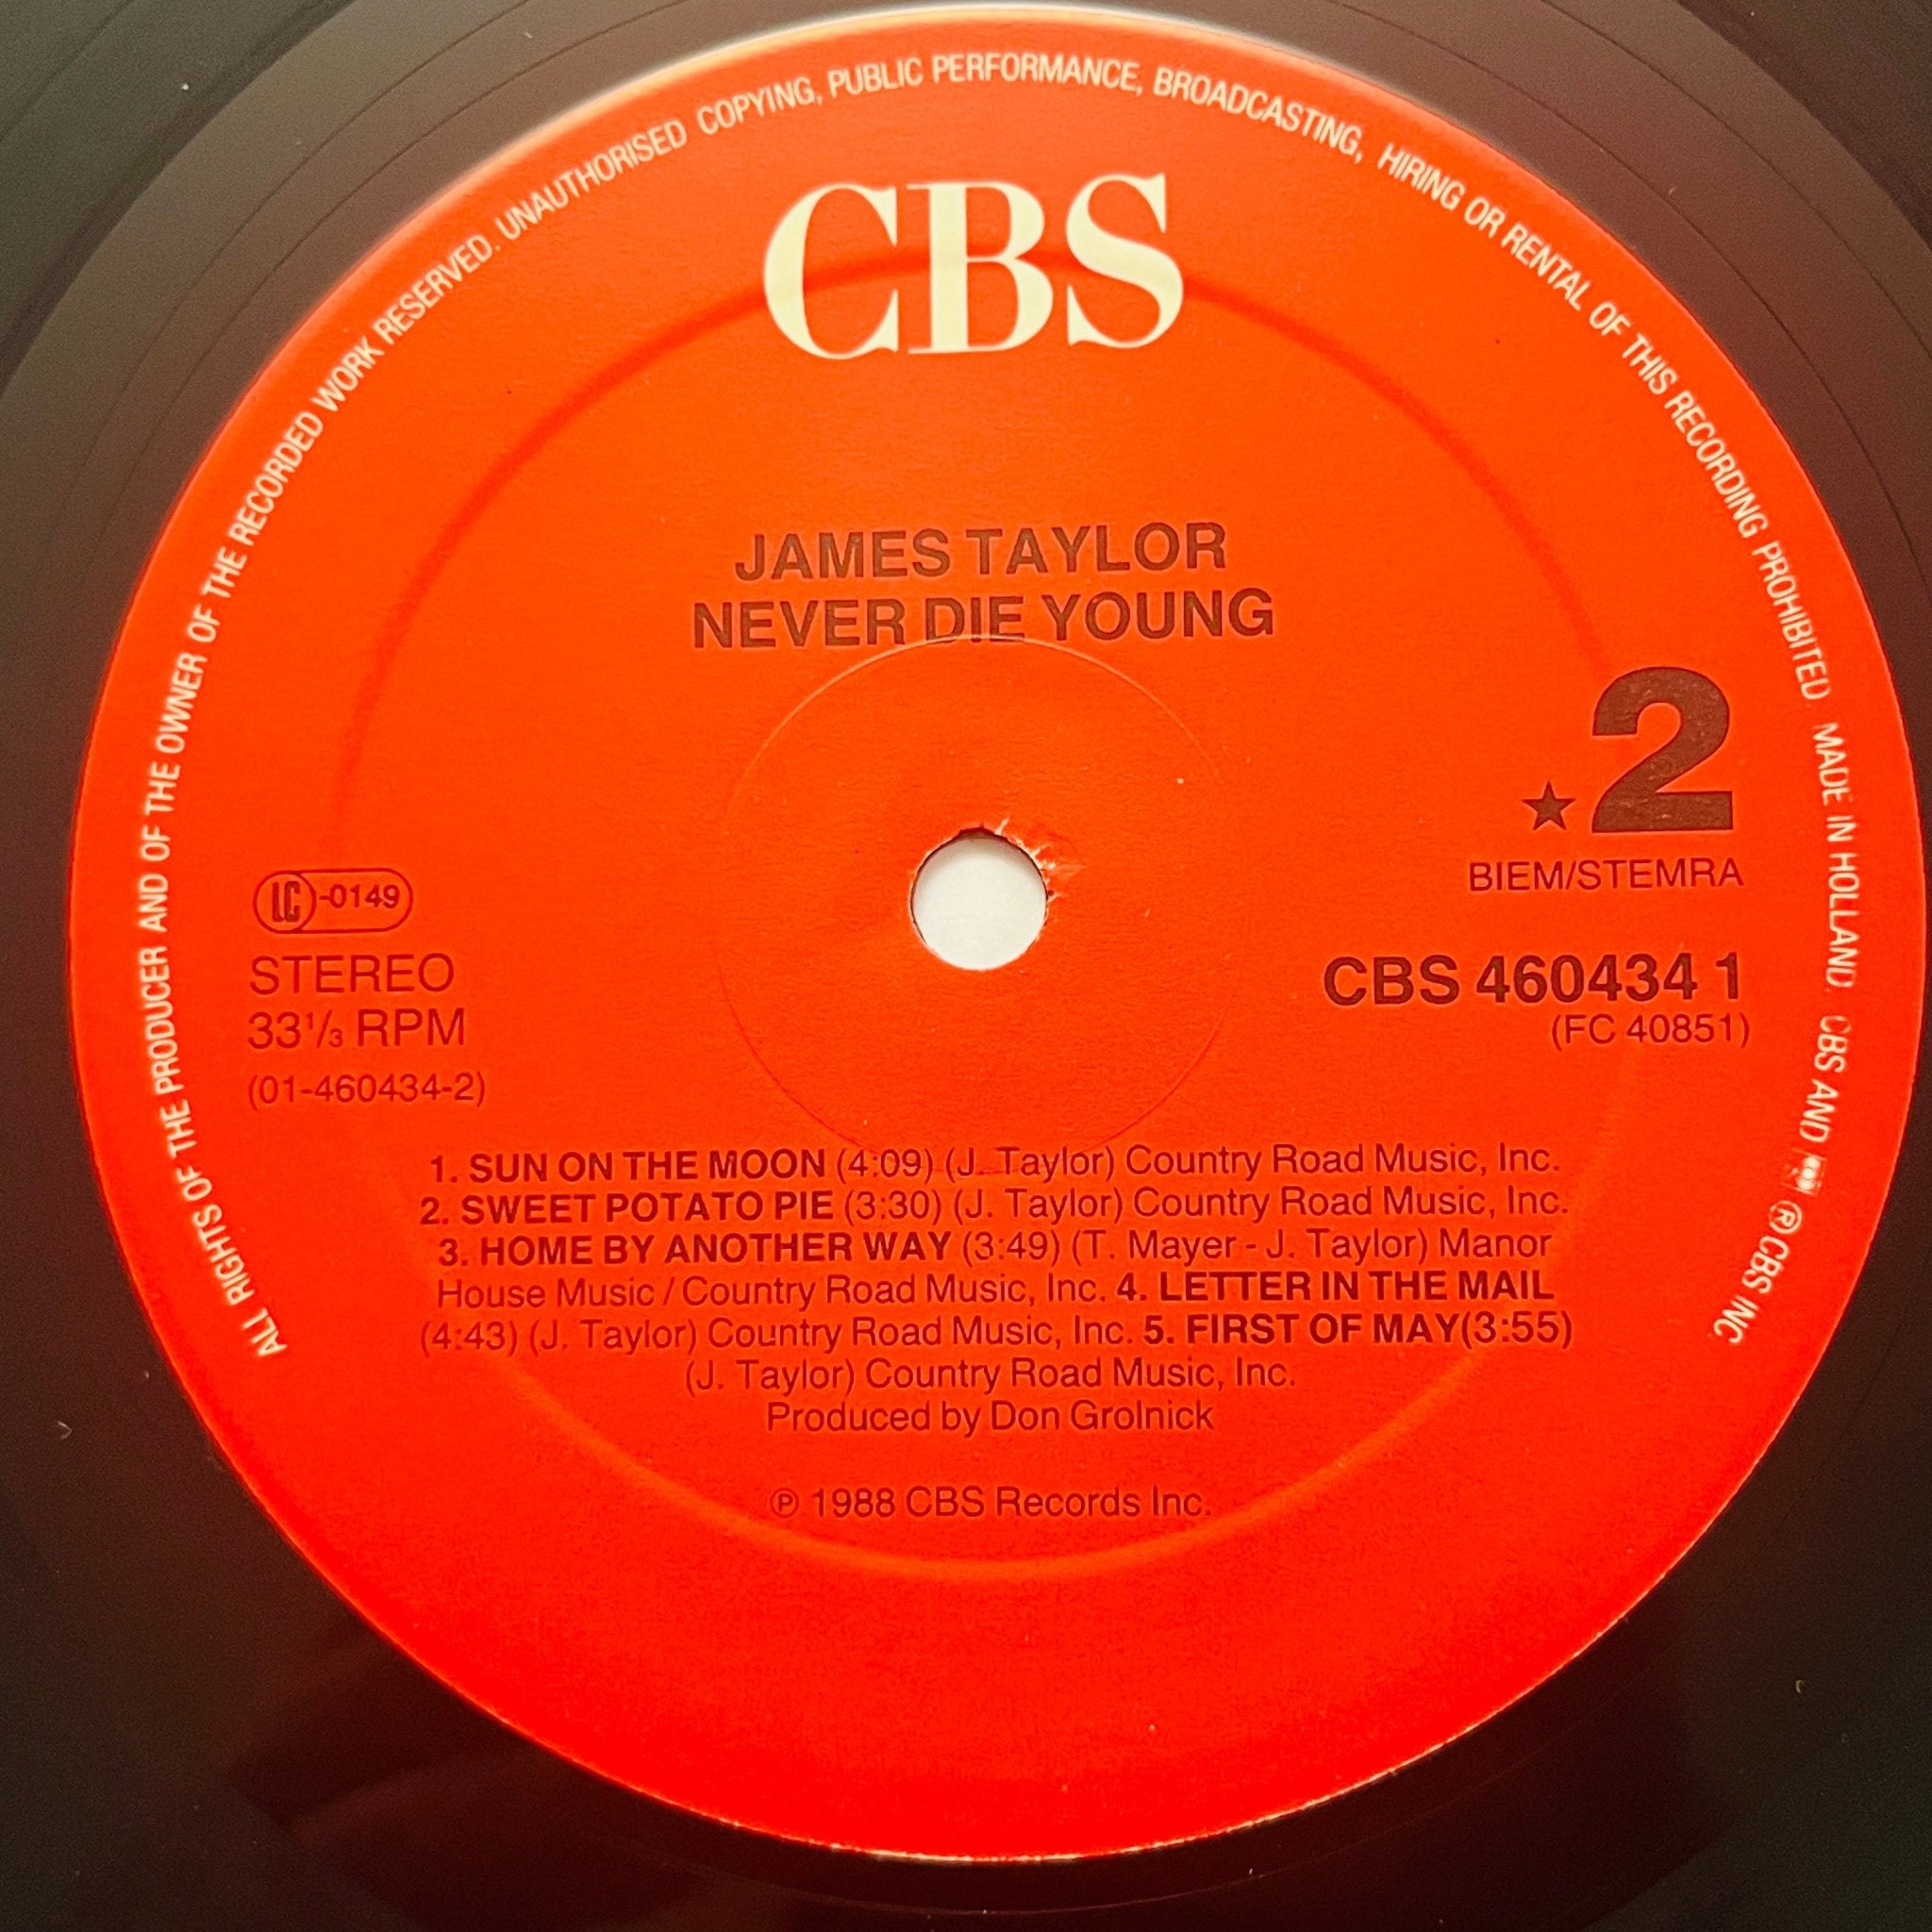 ALL RIGHTS OF THE PRODUCER AND OF THE OWNER OF THE RECORDED WORK RESERVED. UNAUTHORISED COPYING, PUBLIC PERFORMANCE, BROADCASTING, HIRING OR RENTAL OF THIS RECORDING PROHIBITED. MADE IN HOLLAND. CBS AND ® CBS INC
CBS
JAMES TAYLOR
NEVER DIE YOUNG
★2
BIEM/STEMRA
LC-0149
STEREO
33⅓ RPM
(01-460434-2)
CBS 460434 1
(FC 40851)
1. SUN ON THE MOON (4:09) (J. Taylor) Country Road Music, Inc.
2. SWEET POTATO PIE (3:30) (J. Taylor) Country Road Music, Inc.
3. HOME BY ANOTHER WAY (3:49) (T. Mayer - J. Taylor) Manor
House Music / Country Road Music, Inc. 4. LETTER IN THE MAIL
(4:43) (J. Taylor) Country Road Music, Inc. 5. FIRST OF MAY(3:55)
(J. Taylor) Country Road Music, Inc.
Produced by Don Grolnick
℗ 1988 CBS Records Inc.